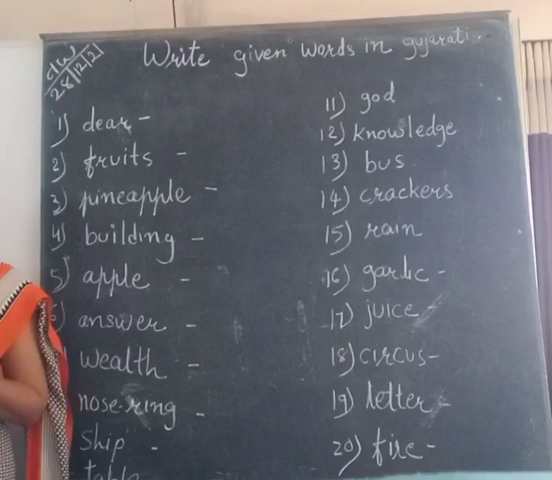 c/w
28/12/21
Write given words in gujarati..
1) dear -
2) fruits -
3) pineapple -
4) building -
5) apple -
6) answer -
wealth -
nose-ring -
ship -
table
11) god
12) knowledge
13) bus
14) crackers
15) rain
16) garlic -
17) juice
18) circus-
19) letter -
20) fire -